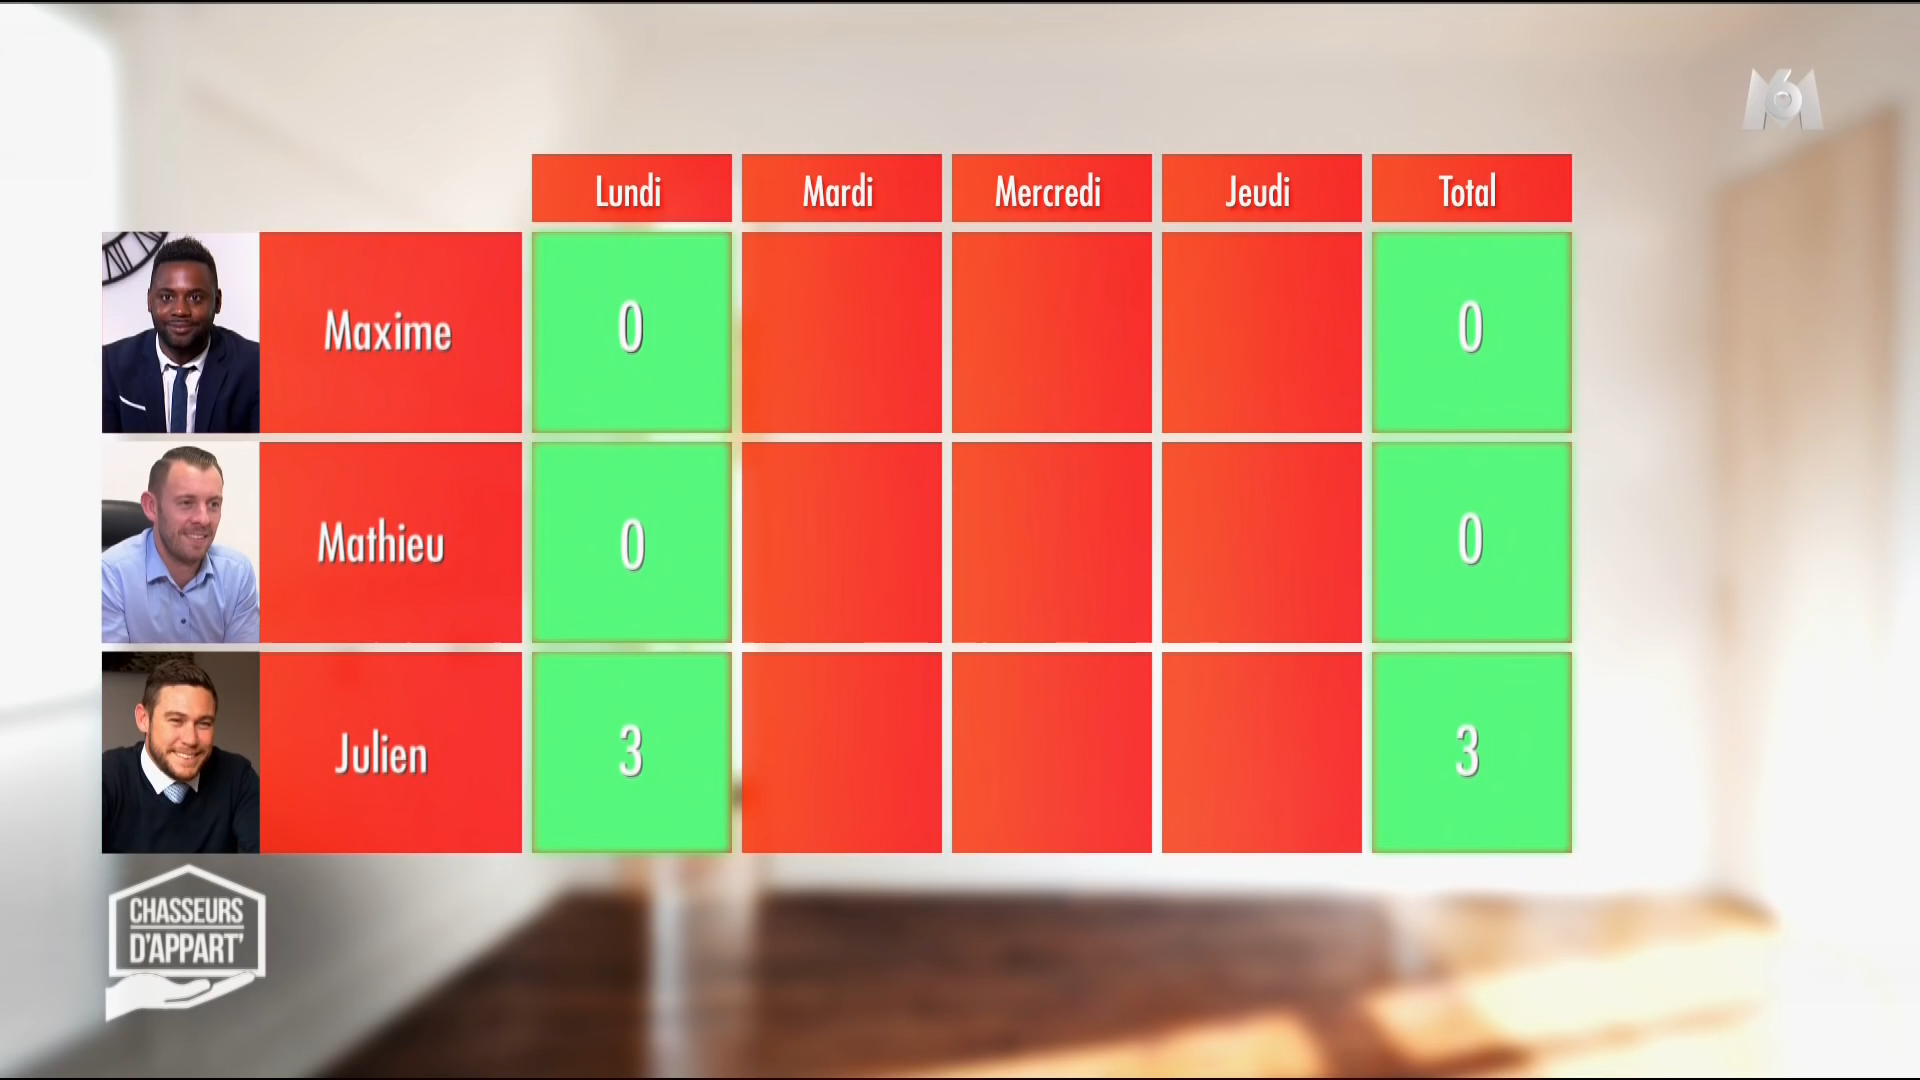 M6
Lundi Mardi Mercredi Jeudi Total
Maxime 0 0
Mathieu 0 0
Julien 3 3
CHASSEURS
D'APPART'